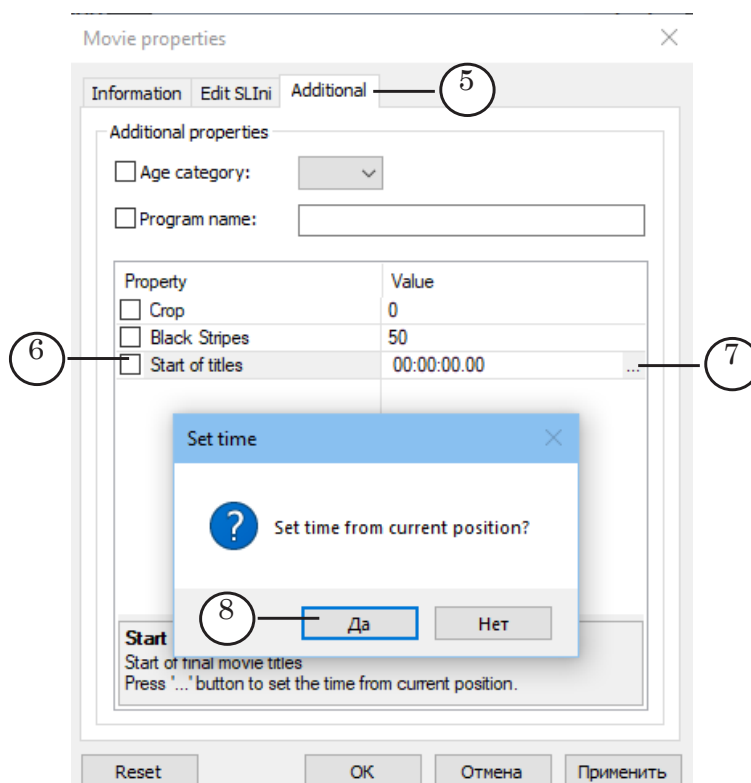 Movie properties
Information Edit SLIni Additional 5
Additional properties
Age category:
Program name:
Property Value
Crop 0
Black Stripes 50
6 Start of titles 00:00:00.00 ... 7
Set time
? Set time from current position?
8 Да Нет
Start
Start of final movie titles
Press '...' button to set the time from current position.
Reset OK Отмена Применить